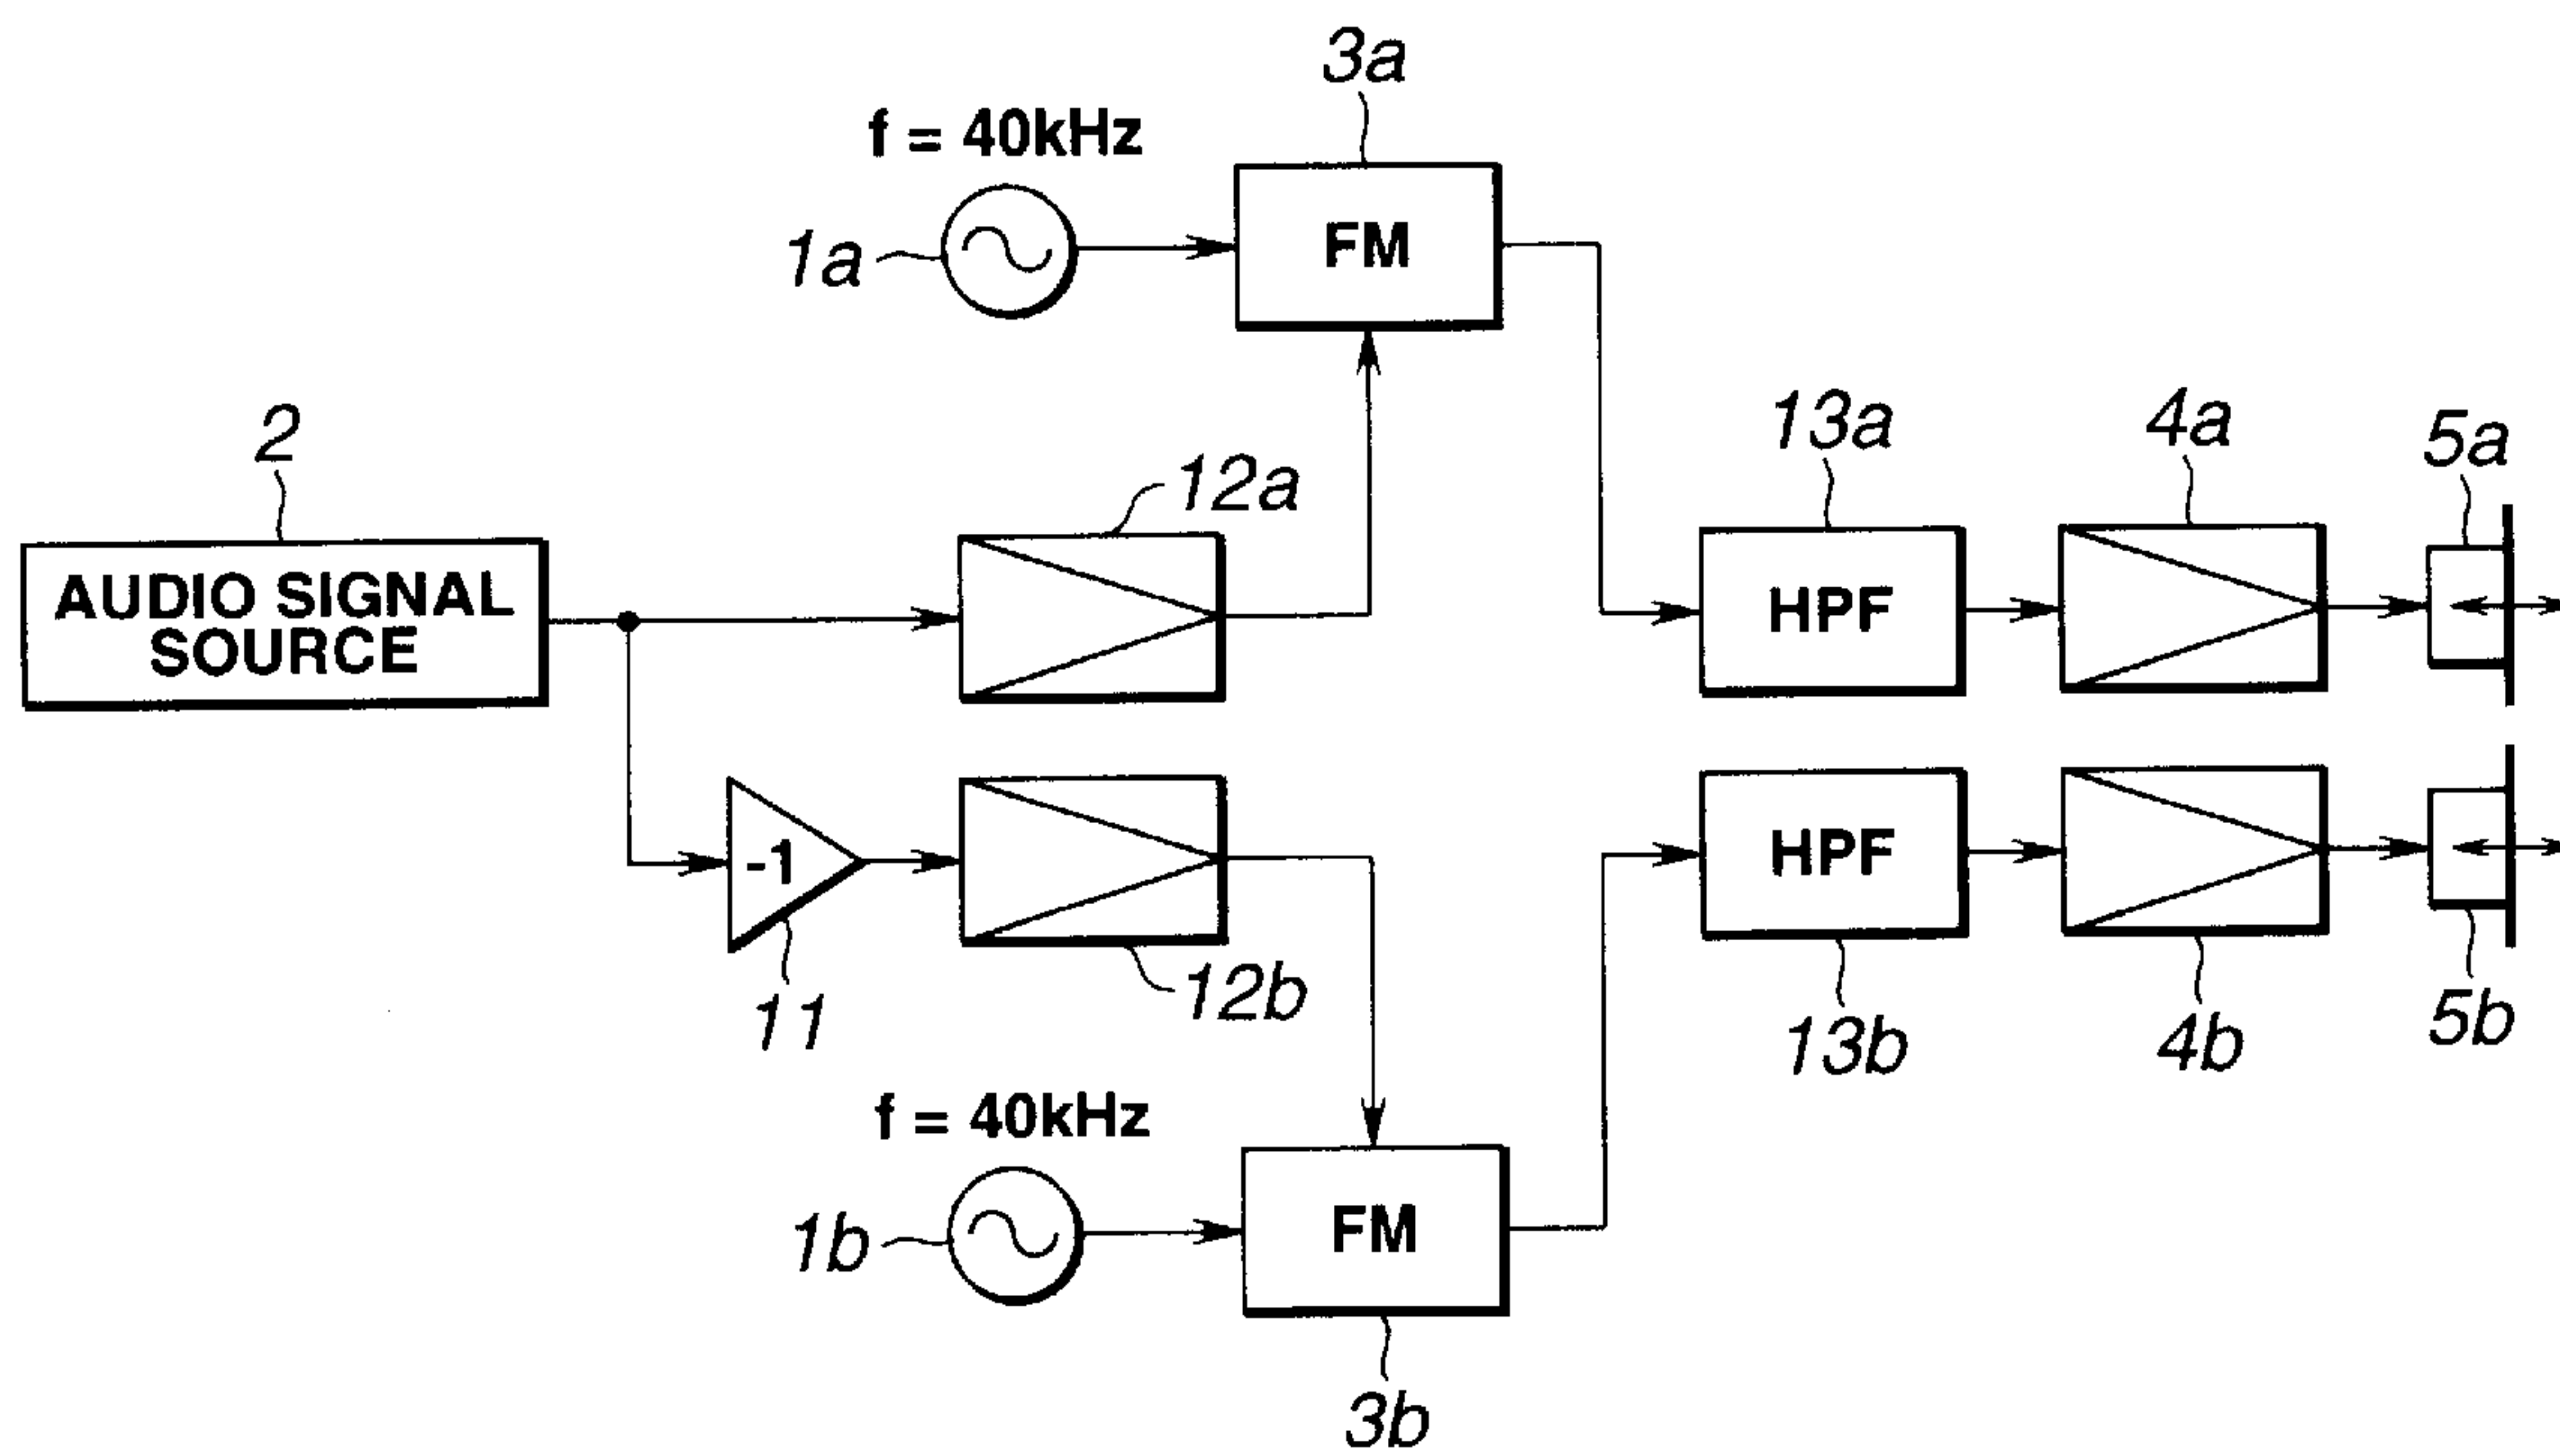 3a
f = 40kHz
1a
FM
2
12a
13a
4a
5a
AUDIO SIGNAL
SOURCE
HPF
-1
HPF
11
12b
13b
4b
5b
f = 40kHz
1b
FM
3b